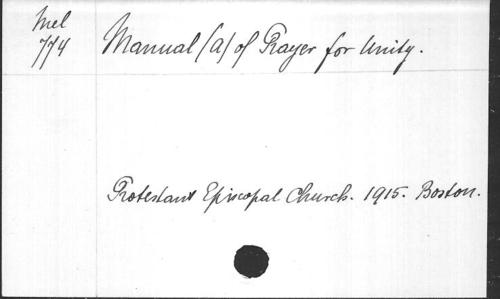 Mel
774
Manual (A) of Prayer for Unity.
Protestant Episcopal Church. 1915. Boston.